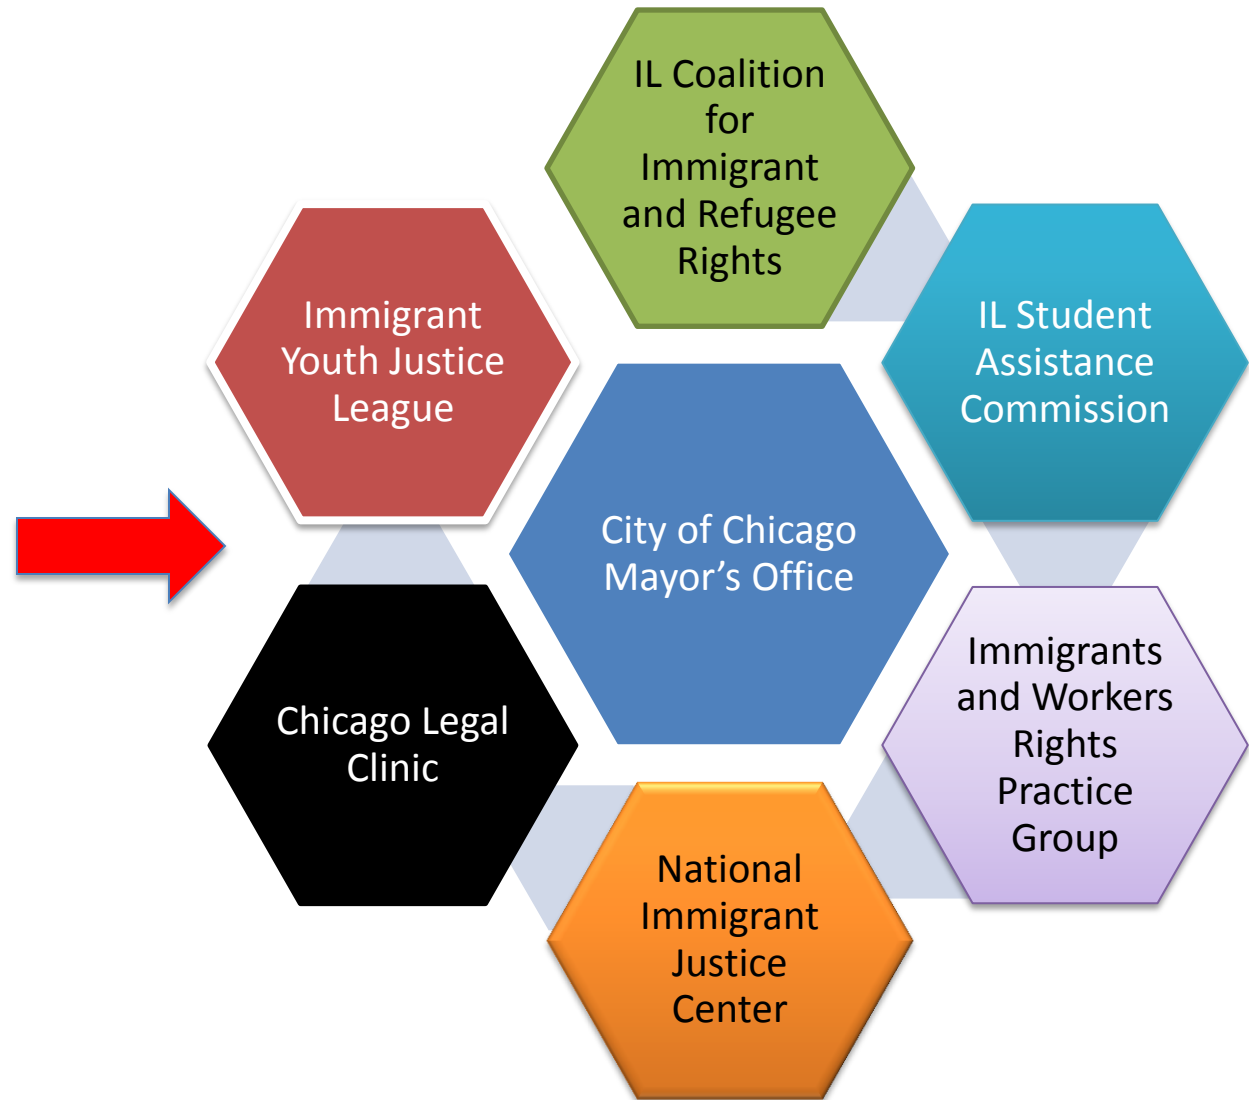 IL Coalition
for
Immigrant
and Refugee
Rights
IL Student
Assistance
Commission
Immigrants
and Workers
Rights
Practice
Group
National
Immigrant
Justice
Center
Chicago Legal
Clinic
Immigrant
Youth Justice
League
City of Chicago
Mayor’s Office